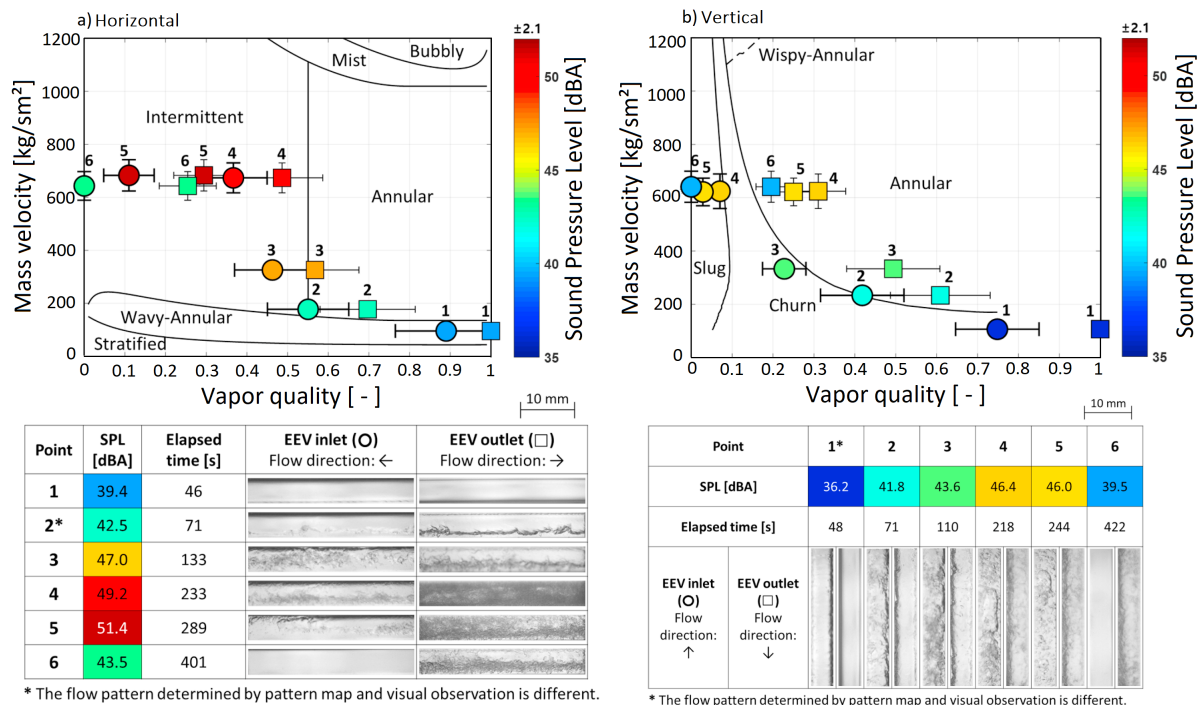 a) Horizontal
±2.1
1200
1000
800
600
400
200
0
Mass velocity [kg/sm²]
Bubbly
Mist
Intermittent
Annular
Wavy-Annular
Stratified
6
5
6
5
4
4
3
3
2
2
1
1
0
0.1
0.2
0.3
0.4
0.5
0.6
0.7
0.8
0.9
1
Vapor quality [ - ]
50
45
40
35
Sound Pressure Level [dBA]
10 mm
b) Vertical
±2.1
1200
1000
800
600
400
200
0
Mass velocity [kg/sm²]
Wispy-Annular
Annular
Slug
Churn
6
5
4
6
5
4
3
3
2
2
1
1
0
0.1
0.2
0.3
0.4
0.5
0.6
0.7
0.8
0.9
1
Vapor quality [ - ]
50
45
40
35
Sound Pressure Level [dBA]
10 mm
Point SPL [dBA] Elapsed time [s] EEV inlet (O) Flow direction: ← EEV outlet (□) Flow direction: →
1 39.4 46
2* 42.5 71
3 47.0 133
4 49.2 233
5 51.4 289
6 43.5 401
* The flow pattern determined by pattern map and visual observation is different.
Point 1* 2 3 4 5 6
SPL [dBA] 36.2 41.8 43.6 46.4 46.0 39.5
Elapsed time [s] 48 71 110 218 244 422
EEV inlet (O) Flow direction: ↑
EEV outlet (□) Flow direction: ↓
* The flow pattern determined by pattern map and visual observation is different.